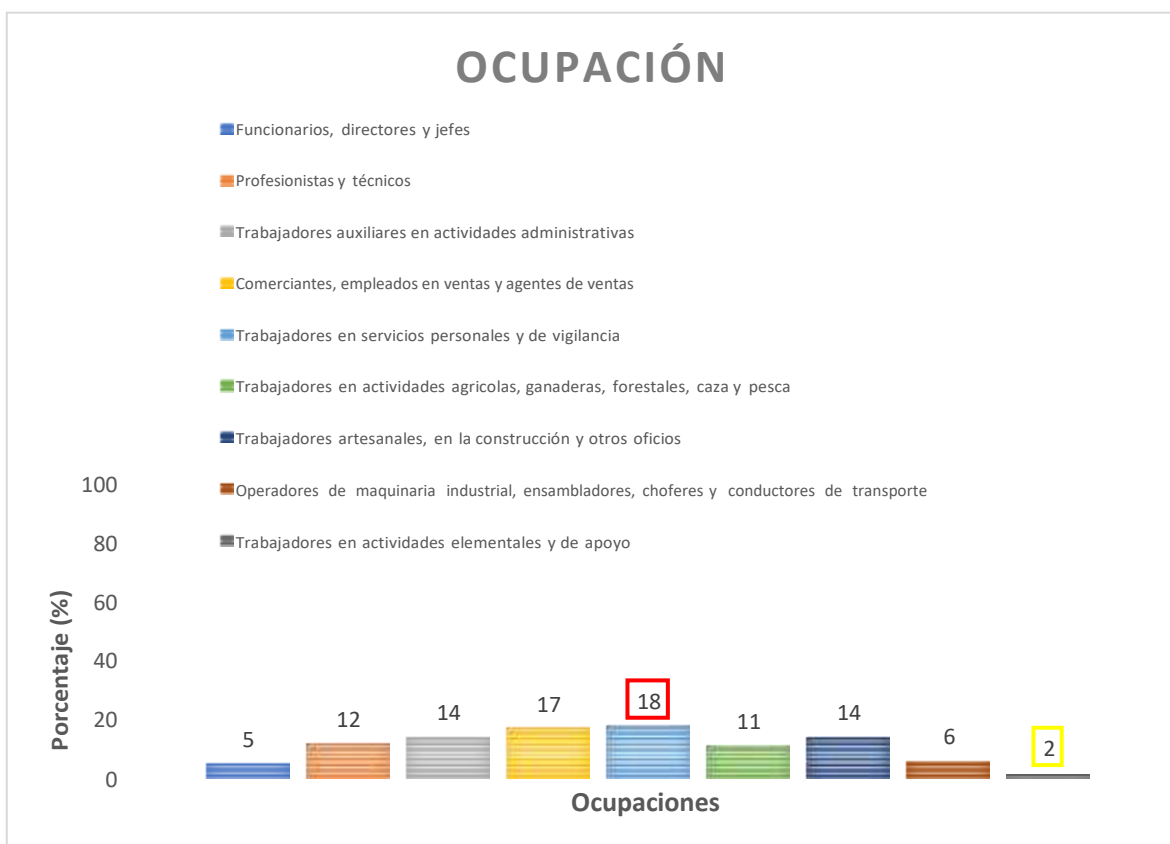 OCUPACIÓN
Funcionarios, directores y jefes
Profesionistas y técnicos
Trabajadores auxiliares en actividades administrativas
Comerciantes, empleados en ventas y agentes de ventas
Trabajadores en servicios personales y de vigilancia
Trabajadores en actividades agricolas, ganaderas, forestales, caza y pesca
Trabajadores artesanales, en la construcción y otros oficios
Operadores de maquinaria industrial, ensambladores, choferes y conductores de transporte
Trabajadores en actividades elementales y de apoyo
Porcentaje (%)
100
80
60
40
20
0
5
12
14
17
18
11
14
6
2
Ocupaciones